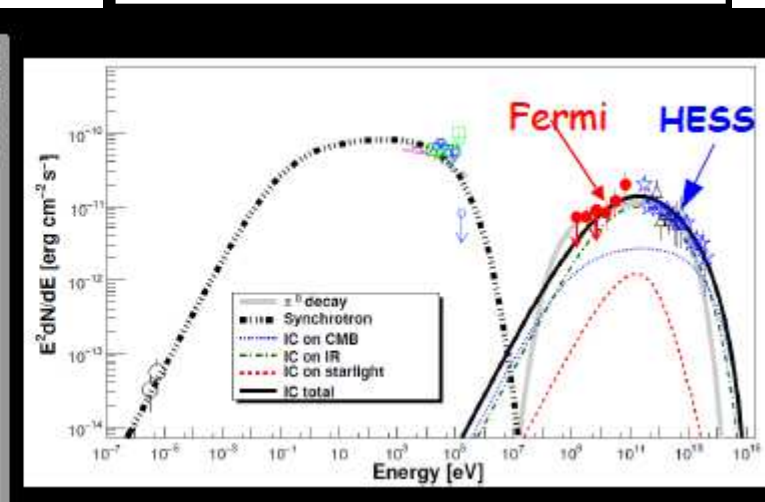 Fermi
HESS
E²dN/dE [erg cm⁻² s⁻¹]
10⁻¹⁰
10⁻¹¹
10⁻¹²
10⁻¹³
10⁻¹⁴
π⁰ decay
Synchrotron
IC on CMB
IC on IR
IC on starlight
IC total
10⁻⁷ 10⁻⁵ 10⁻³ 10⁻¹ 10 10³ 10⁵ 10⁷ 10⁹ 10¹¹ 10¹³ 10¹⁵
Energy [eV]